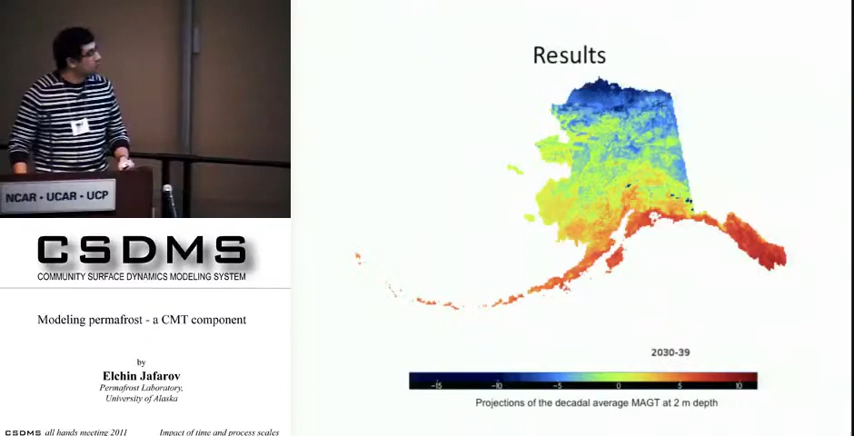 NCAR • UCAR • UCP
CSDMS
COMMUNITY SURFACE DYNAMICS MODELING SYSTEM
Modeling permafrost - a CMT component
by
Elchin Jafarov
Permafrost Laboratory,
University of Alaska
CSDMS all hands meeting 2011 Impact of time and process scales
Results
2030-39
-15 -10 -5 0 5 10
Projections of the decadal average MAGT at 2 m depth